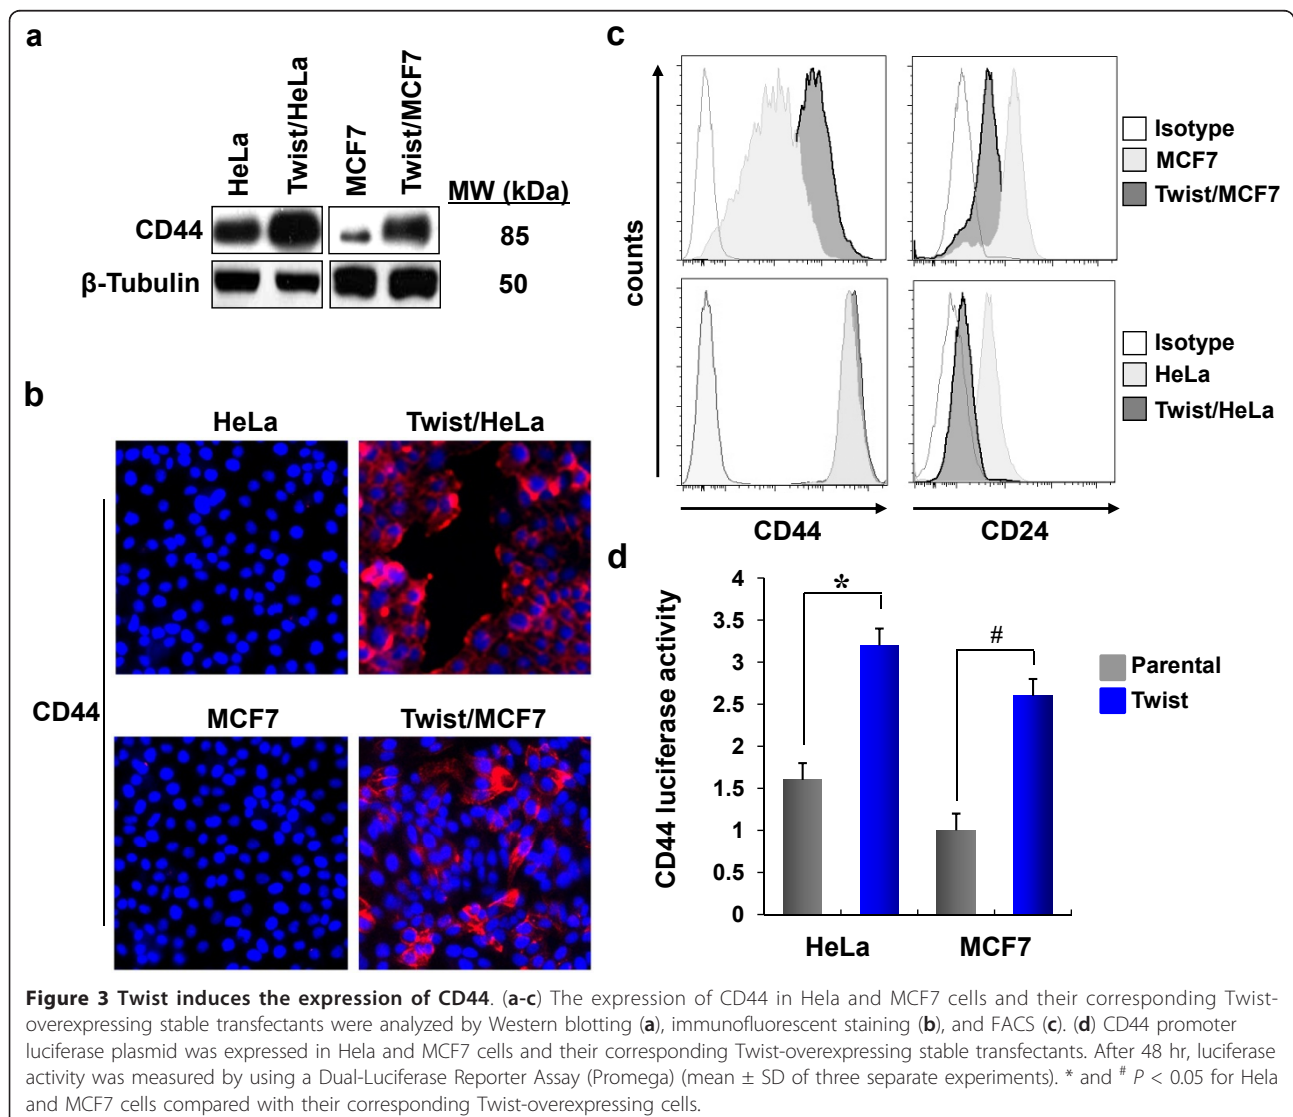 a
HeLa
Twist/HeLa
MCF7
Twist/MCF7
MW (kDa)
CD44
85
β-Tubulin
50
b
HeLa
Twist/HeLa
CD44
MCF7
Twist/MCF7
c
counts
Isotype
MCF7
Twist/MCF7
Isotype
HeLa
Twist/HeLa
CD44
CD24
d
CD44 luciferase activity
4
3.5
3
2.5
2
1.5
1
0.5
0
*
#
HeLa
MCF7
Parental
Twist
Figure 3 Twist induces the expression of CD44. (a-c) The expression of CD44 in Hela and MCF7 cells and their corresponding Twist-
overexpressing stable transfectants were analyzed by Western blotting (a), immunofluorescent staining (b), and FACS (c). (d) CD44 promoter
luciferase plasmid was expressed in Hela and MCF7 cells and their corresponding Twist-overexpressing stable transfectants. After 48 hr, luciferase
activity was measured by using a Dual-Luciferase Reporter Assay (Promega) (mean ± SD of three separate experiments). * and # P < 0.05 for Hela
and MCF7 cells compared with their corresponding Twist-overexpressing cells.